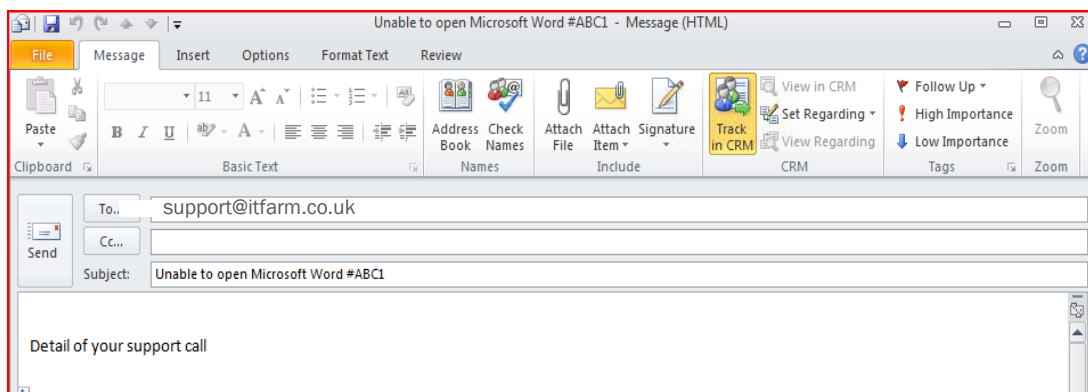 Unable to open Microsoft Word #ABC1 - Message (HTML)
File Message Insert Options Format Text Review
Paste
Clipboard
11
B I U
Basic Text
Address Book
Check Names
Names
Attach File
Attach Item
Signature
Include
Track in CRM
View in CRM
Set Regarding
View Regarding
CRM
Follow Up
High Importance
Low Importance
Tags
Zoom
Zoom
Send
To.. support@itfarm.co.uk
Cc...
Subject: Unable to open Microsoft Word #ABC1
Detail of your support call